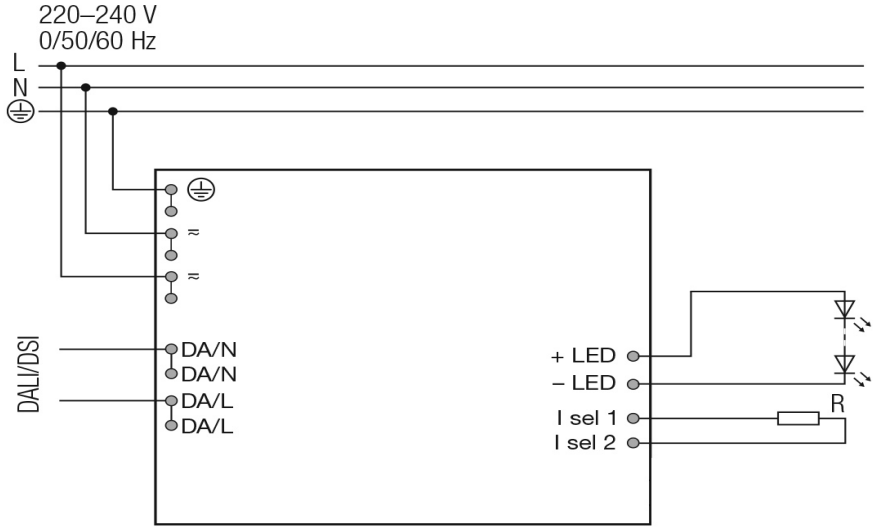 220–240 V
0/50/60 Hz
L
N
≂
≂
DALI/DSI
DA/N
DA/N
DA/L
DA/L
+ LED
– LED
I sel 1
I sel 2
R